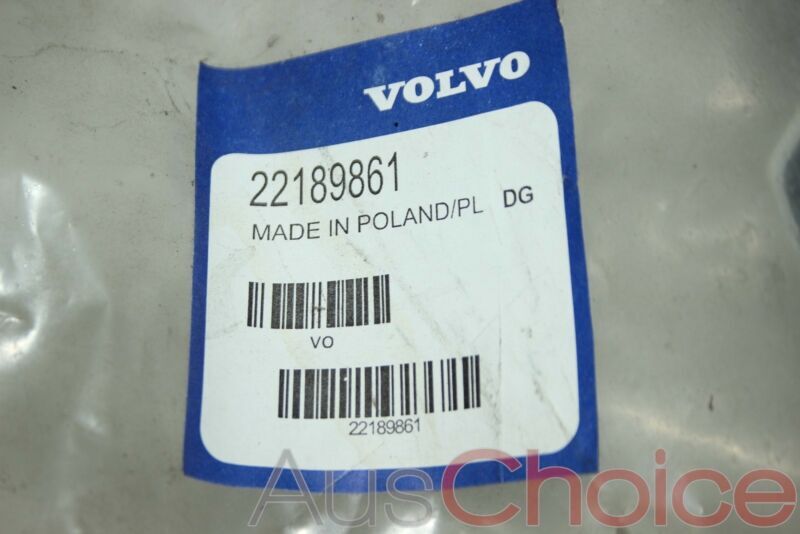 VOLVO
22189861
MADE IN POLAND/PL DG
VO
22189861
AusChoice